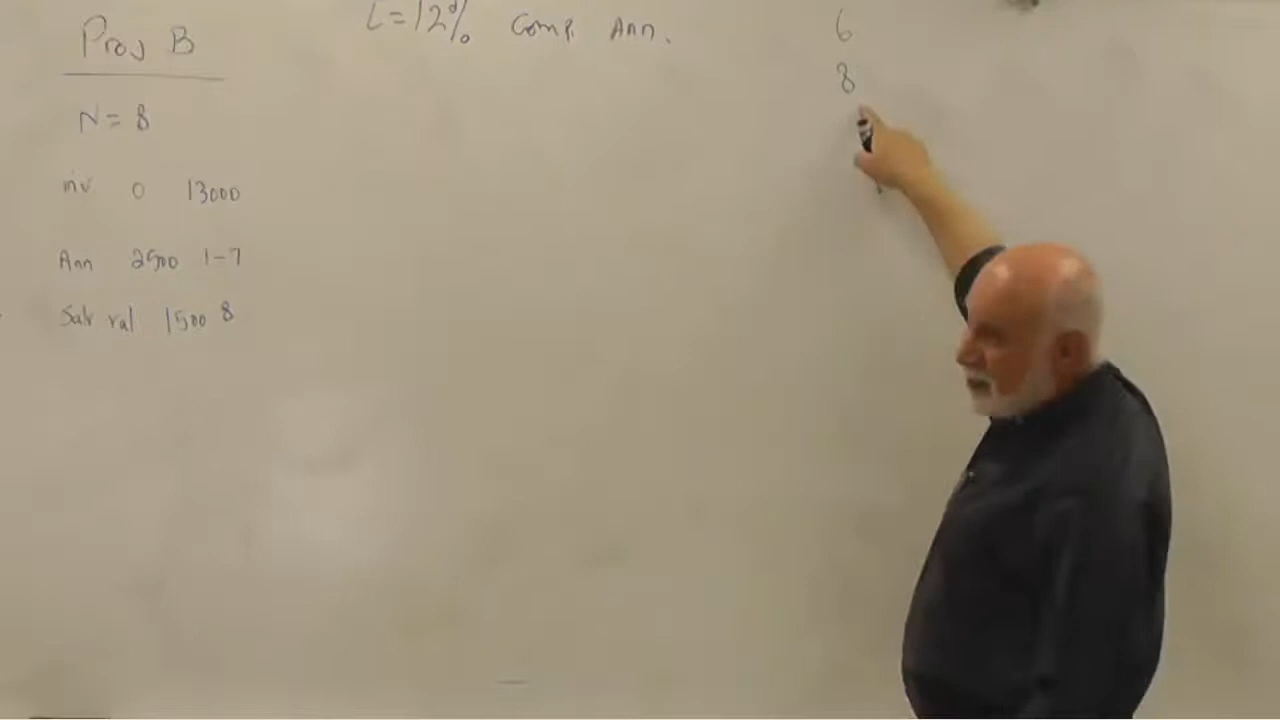 Proj B
i=12% Comp. Ann.
6
8
N = 8
inv 0 13000
Ann 2500 1-7
Salv val 1500 8